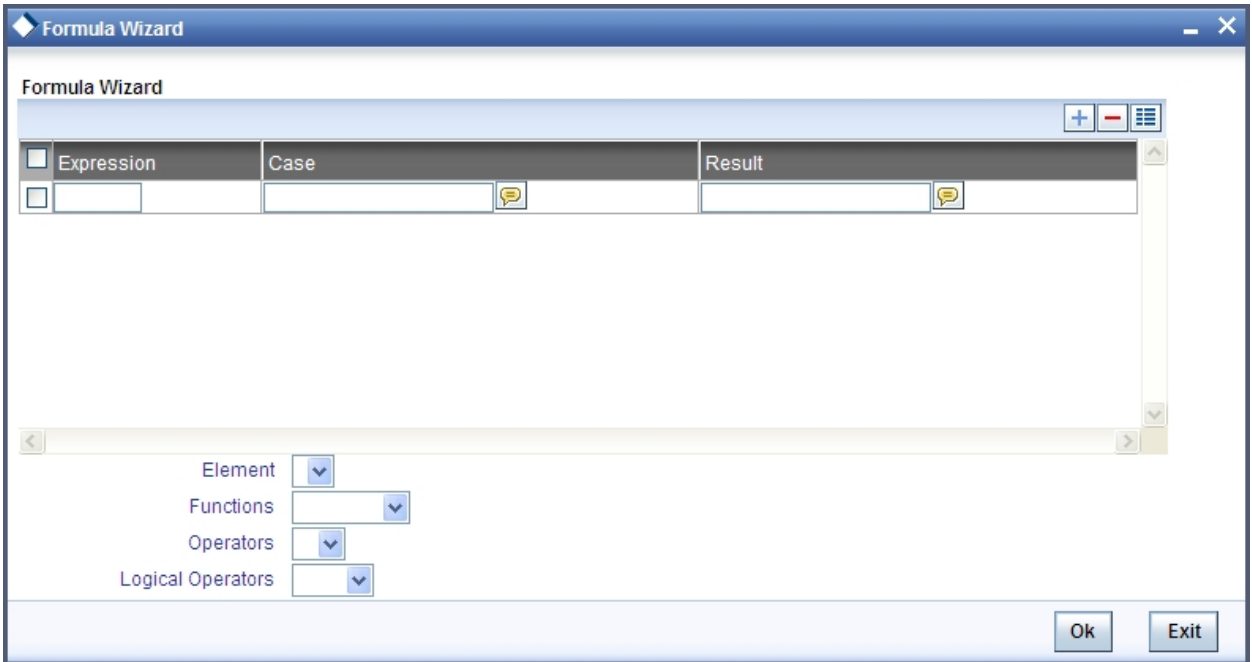 Formula Wizard
Formula Wizard
Expression Case Result
Element
Functions
Operators
Logical Operators
Ok Exit